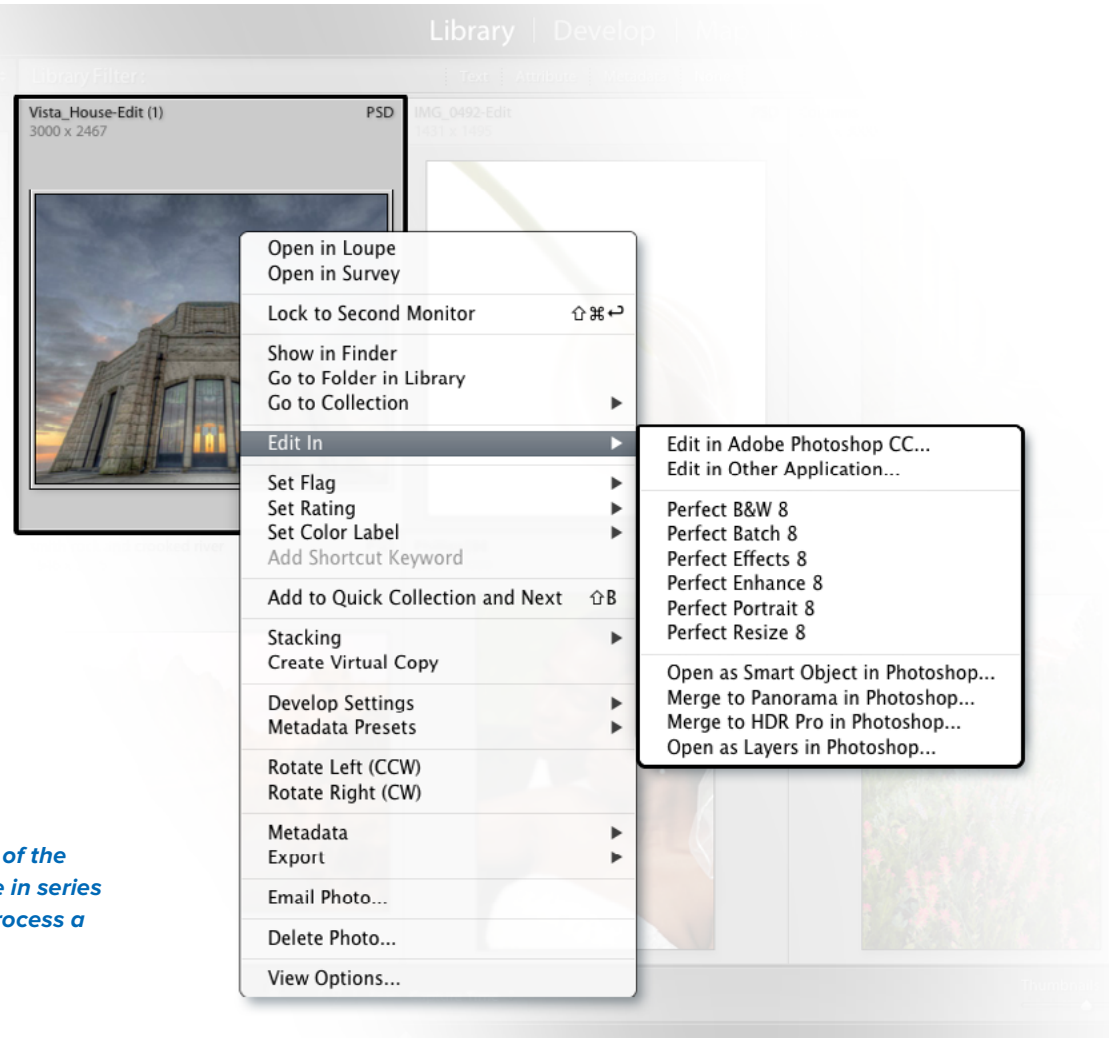 Library | Develop
Library Filter:
Text | Attribute
Vista_House-Edit (1) PSD
3000 x 2467
IMG_0492-Edit
Open in Loupe
Open in Survey
Lock to Second Monitor ⇧⌘↩
Show in Finder
Go to Folder in Library
Go to Collection ▶
Edit In ▶
Set Flag ▶
Set Rating ▶
Set Color Label ▶
Add Shortcut Keyword
Add to Quick Collection and Next ⇧B
Stacking ▶
Create Virtual Copy
Develop Settings ▶
Metadata Presets ▶
Rotate Left (CCW)
Rotate Right (CW)
Metadata ▶
Export ▶
Email Photo...
Delete Photo...
View Options...
Edit in Adobe Photoshop CC...
Edit in Other Application...
Perfect B&W 8
Perfect Batch 8
Perfect Effects 8
Perfect Enhance 8
Perfect Portrait 8
Perfect Resize 8
Open as Smart Object in Photoshop...
Merge to Panorama in Photoshop...
Merge to HDR Pro in Photoshop...
Open as Layers in Photoshop...
of the
e in series
rocess a